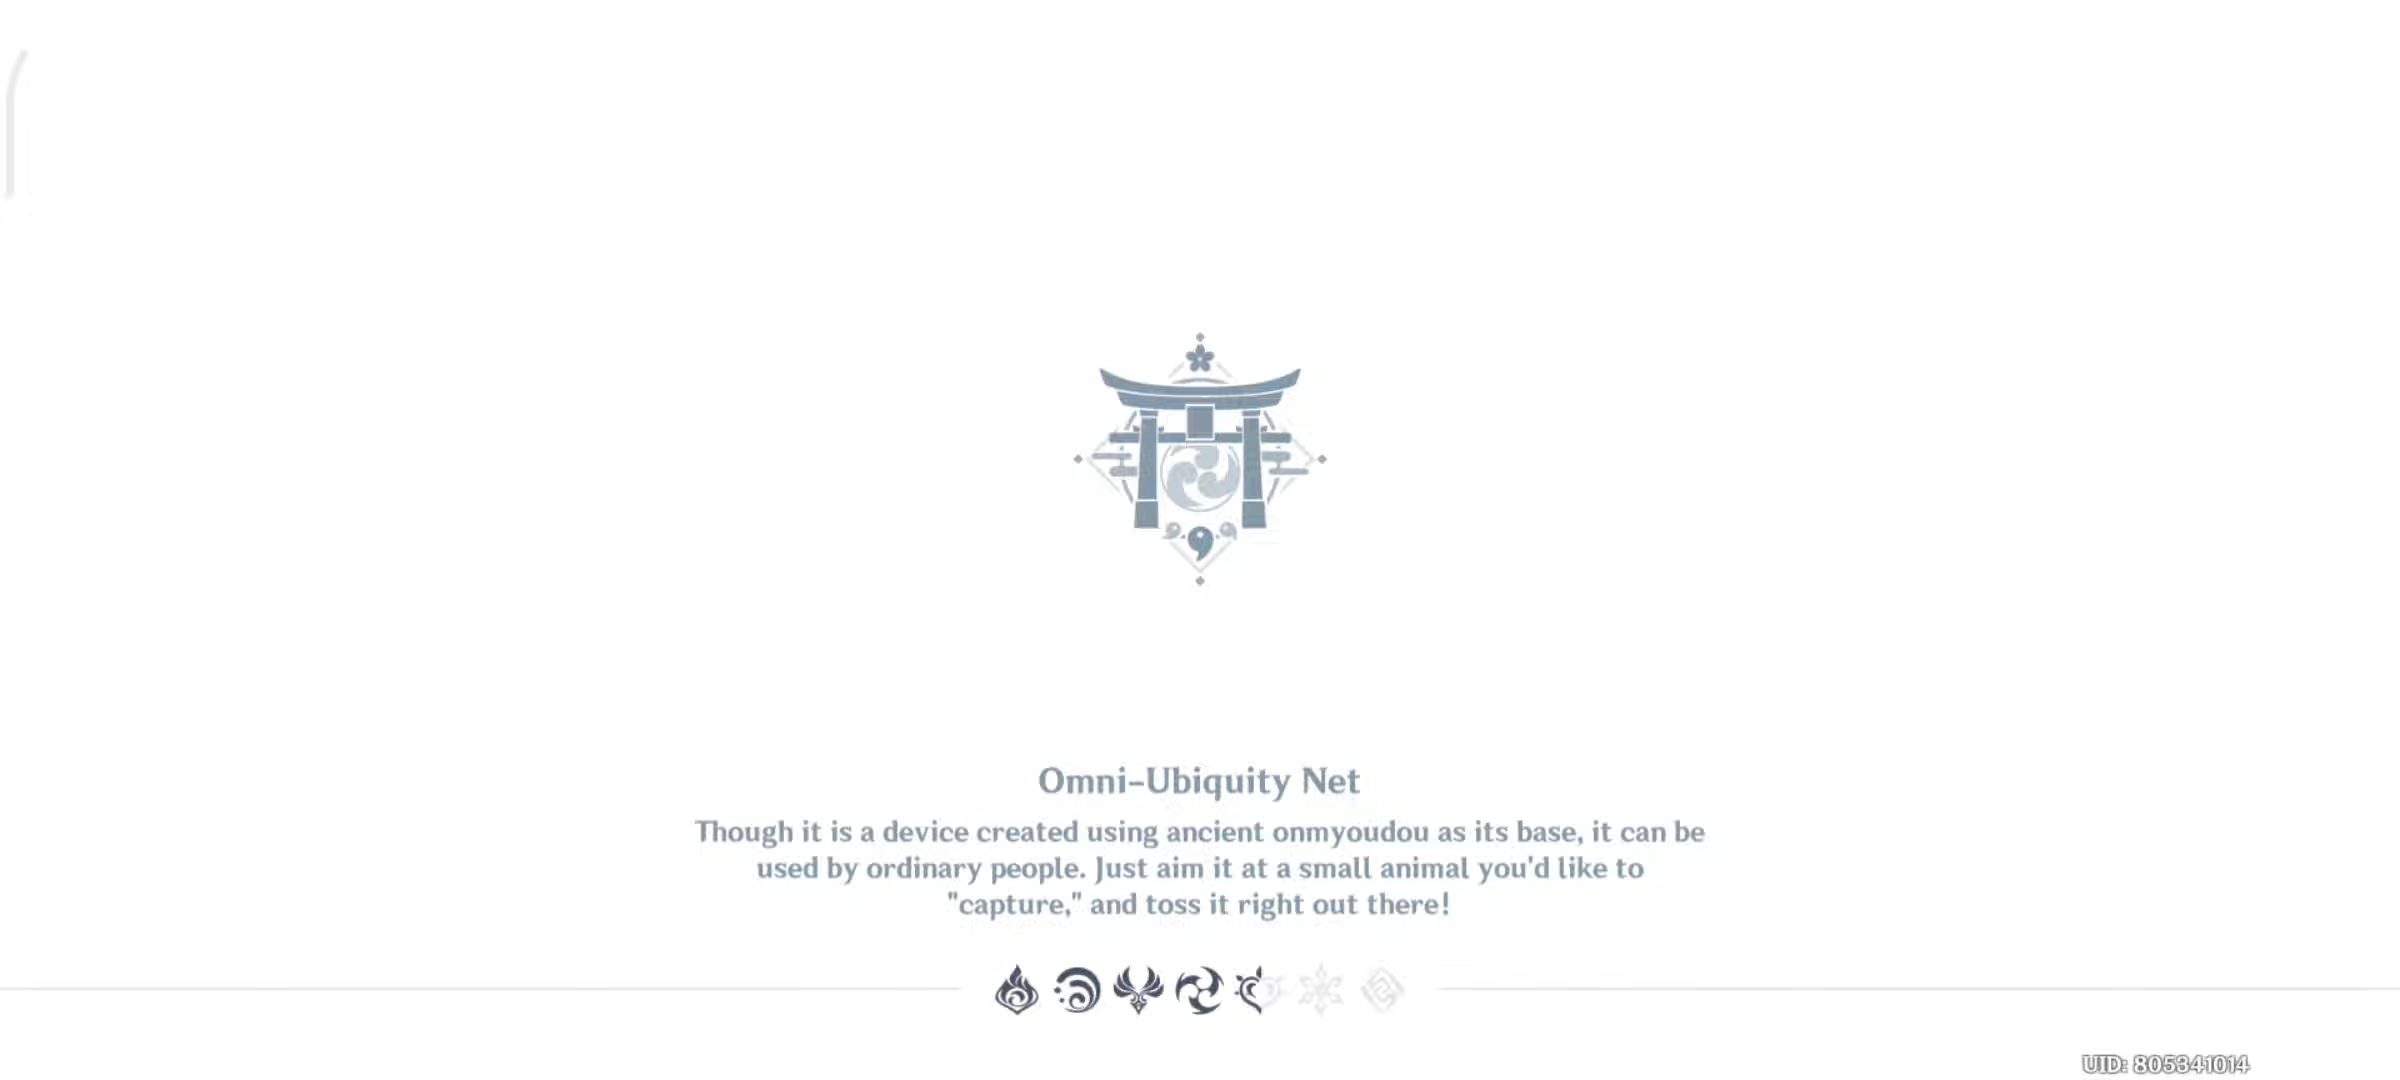 Omni-Ubiquity Net
Though it is a device created using ancient onmyoudou as its base, it can be
used by ordinary people. Just aim it at a small animal you'd like to
"capture," and toss it right out there!
UID: 805341014